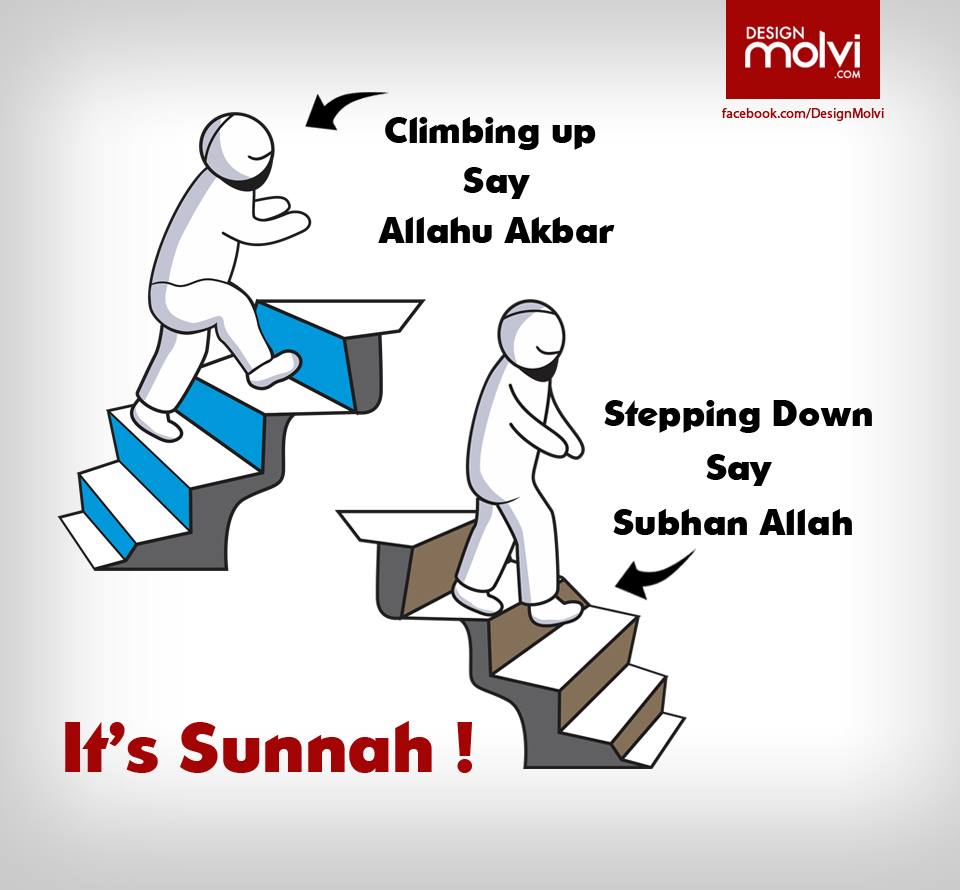 DESIGN
molvi
.COM
facebook.com/DesignMolvi
Climbing up
Say
Allahu Akbar
Stepping Down
Say
Subhan Allah
It's Sunnah !